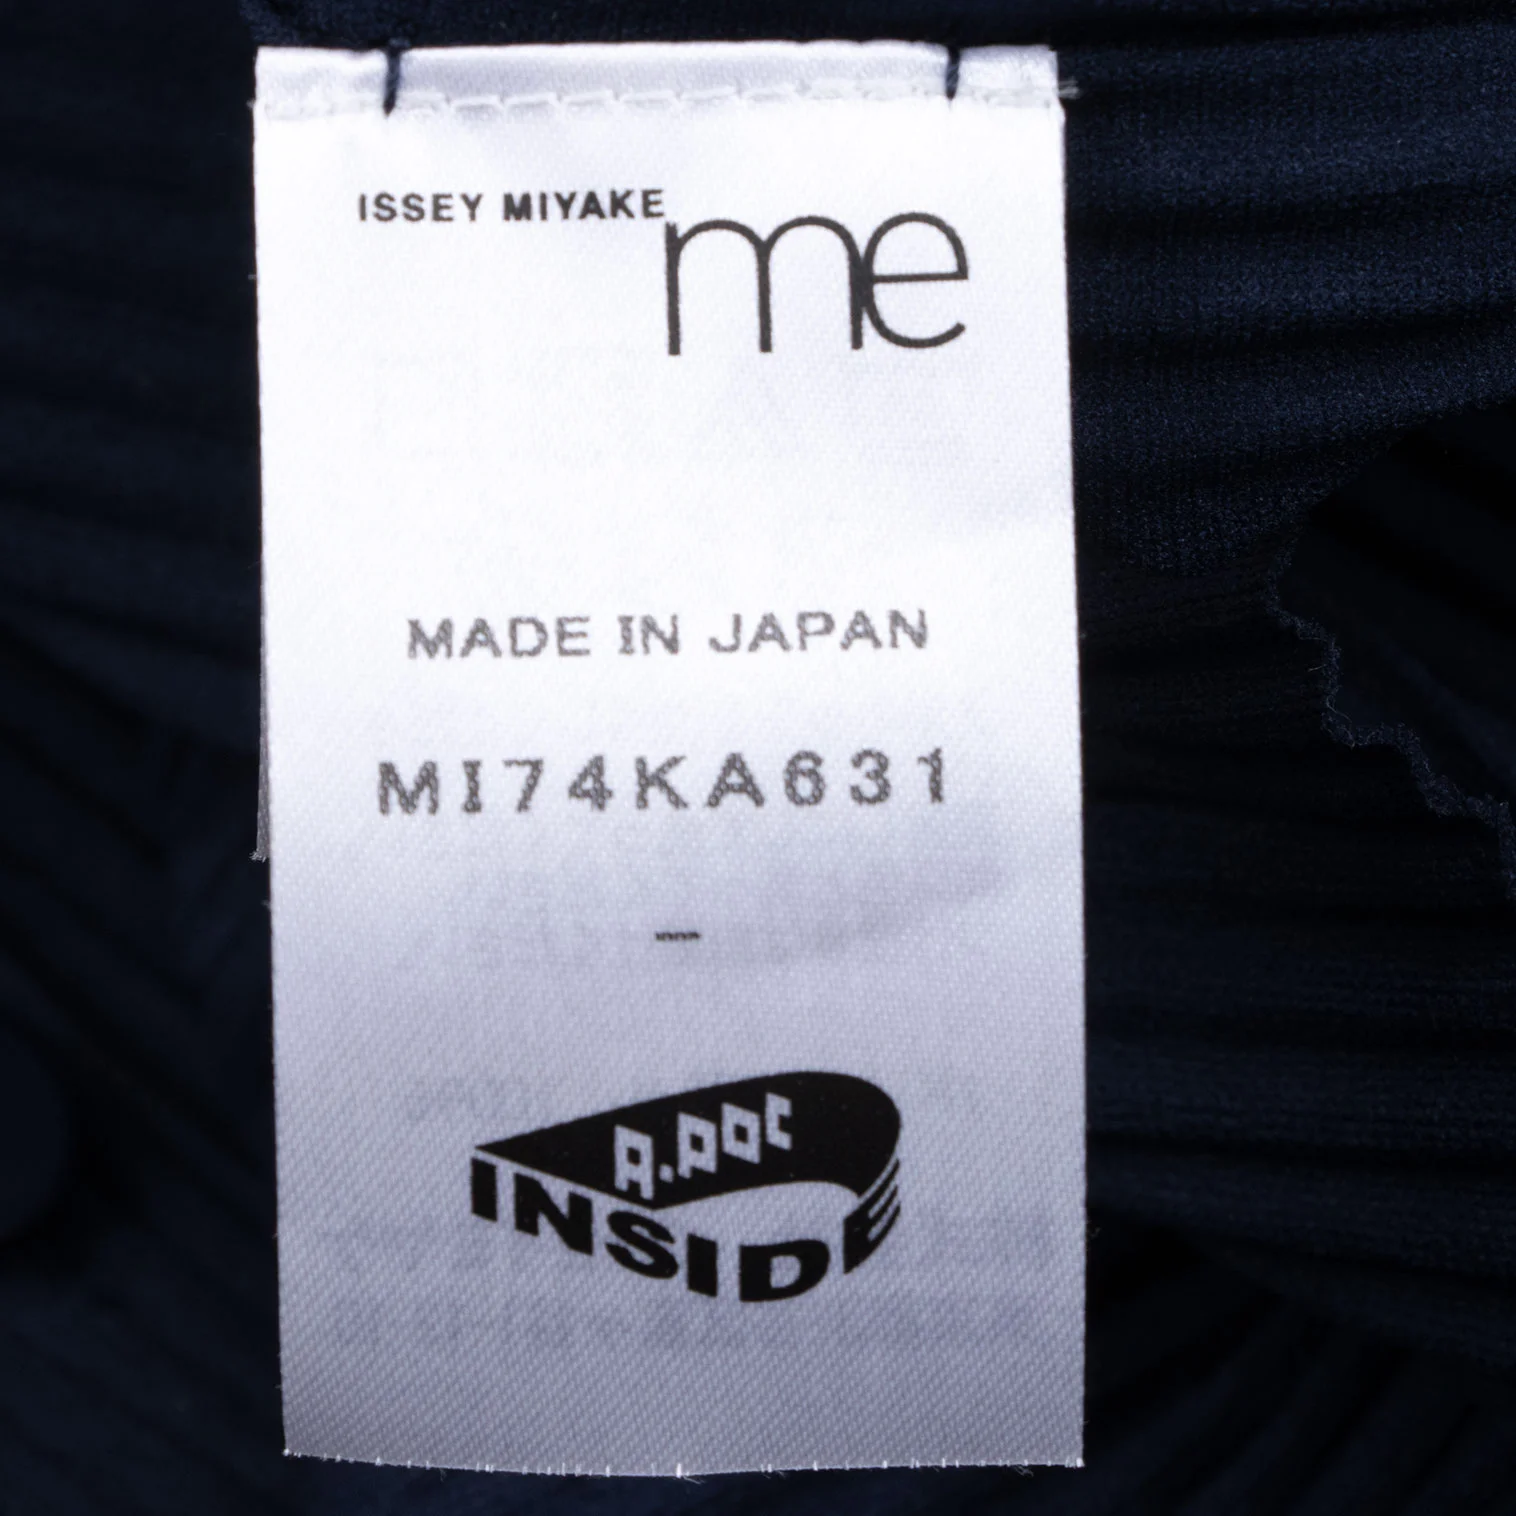 ISSEY MIYAKE me
MADE IN JAPAN
MI74KA631
-
A.POC
INSIDE